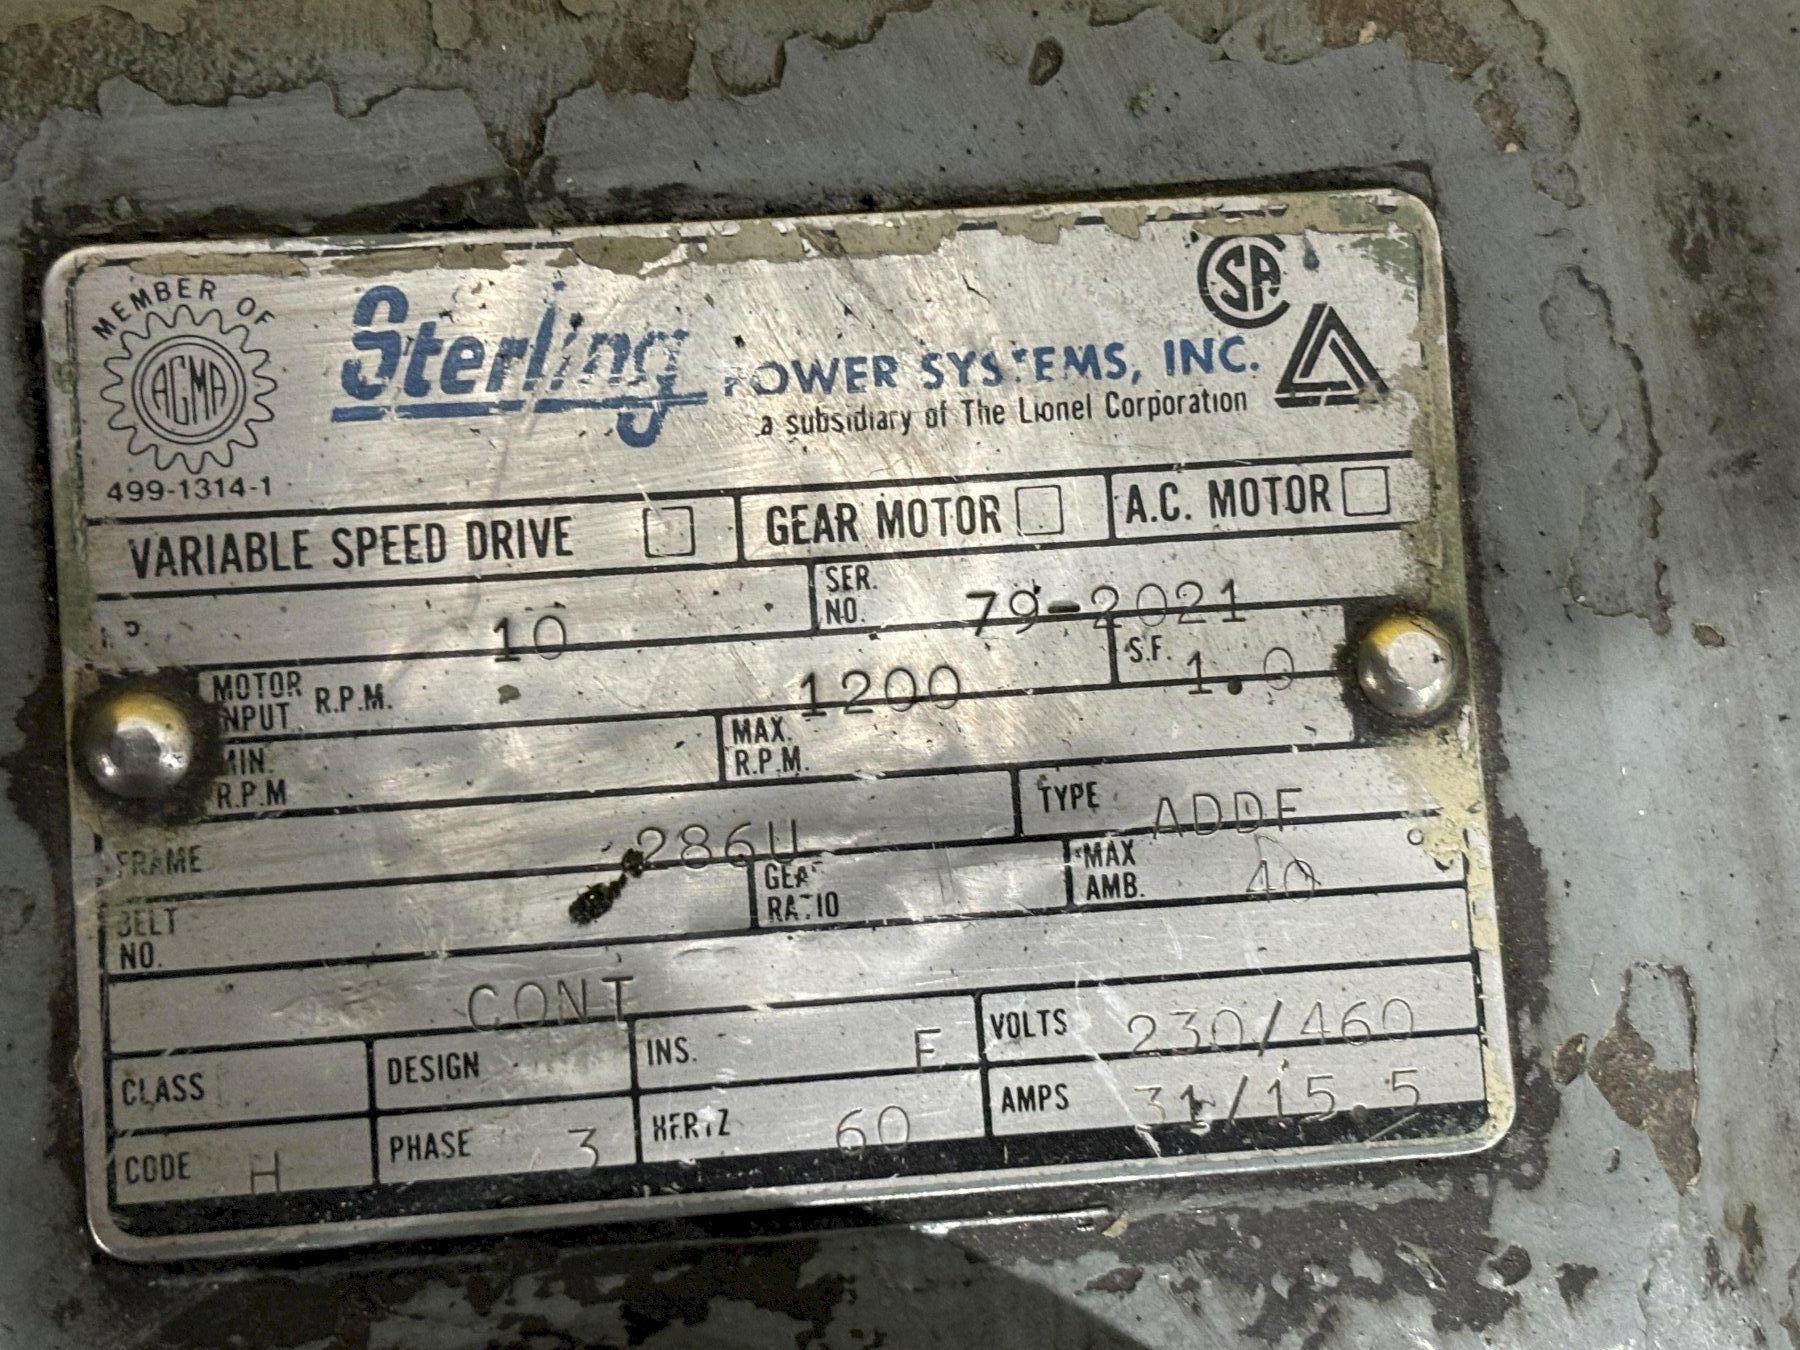 MEMBER OF
AGMA
499-1314-1
Sterling POWER SYSTEMS, INC.
a subsidiary of The Lionel Corporation
CSA
VARIABLE SPEED DRIVE GEAR MOTOR A.C. MOTOR
H.P. 10 SER. NO. 79-2021
MOTOR INPUT R.P.M. 1200 S.F. 1.0
MIN. R.P.M MAX. R.P.M.
FRAME 286U TYPE ADDF
BELT NO. GEAR RATIO MAX AMB. 40
CONT
CLASS DESIGN INS. F VOLTS 230/460
CODE H PHASE 3 HERTZ 60 AMPS 31/15.5